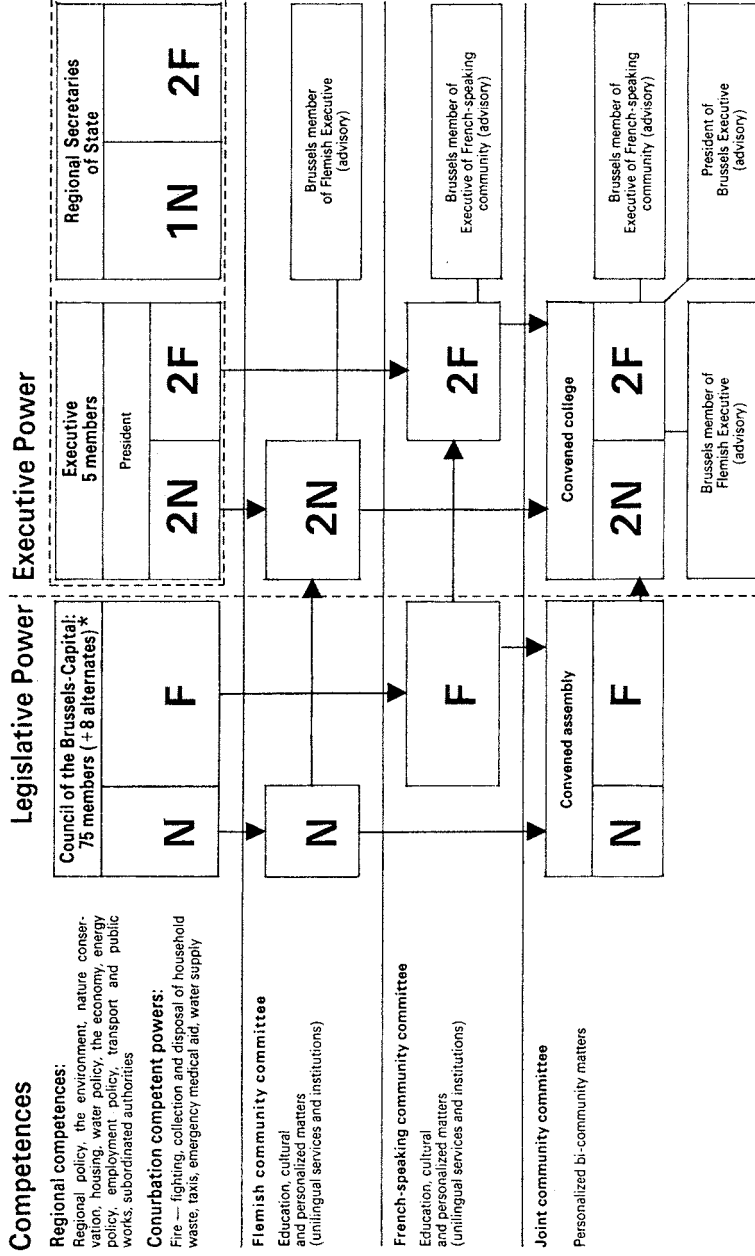 Competences
Legislative Power
Executive Power
Regional competences:
Regional policy, the environment, nature conser-
vation, housing, water policy, the economy, energy
policy, employment policy, transport and public
works, subordinated authorities
Conurbation competent powers:
Fire — fighting, collection and disposal of household
waste, taxis, emergency medical aid, water supply
Council of the Brussels-Capital:
75 members (+8 alternates)*
N
F
Executive
5 members
President
2N
2F
Regional Secretaries
of State
1N
2F
Flemish community committee
Education, cultural
and personalized matters
(unilingual services and institutions)
N
2N
Brussels member
of Flemish Executive
(advisory)
French-speaking community committee
Education, cultural
and personalized matters
(unilingual services and institutions)
F
2F
Brussels member of
Executive of French-speaking
community (advisory)
Joint community committee
Personalized bi-community matters
Convened assembly
N
F
Convened college
2N
2F
Brussels member of
Executive of French-speaking
community (advisory)
Brussels member of
Flemish Executive
(advisory)
President of
Brussels Executive
(advisory)